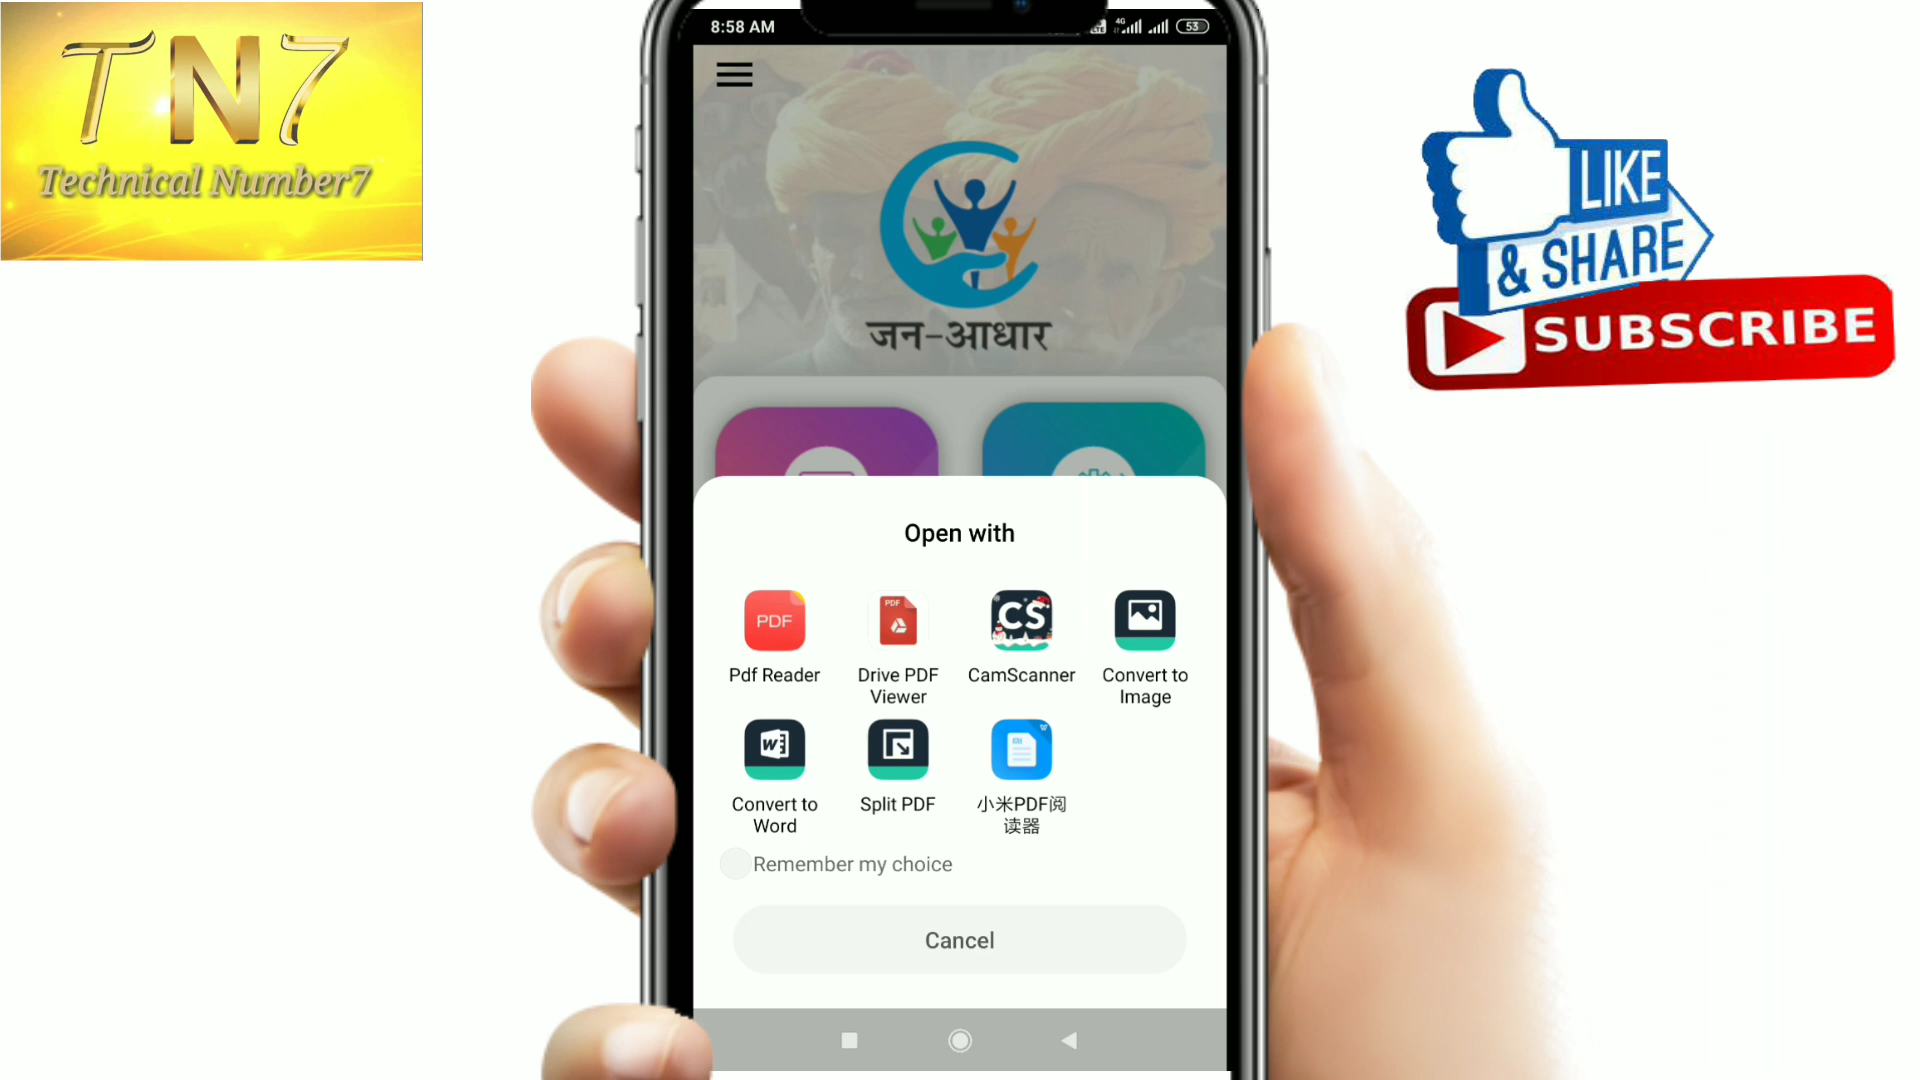 TN7
Technical Number7
8:58 AM
4G
53
जन-आधार
LIKE
& SHARE
SUBSCRIBE
Open with
PDF
PDF
CS
Pdf Reader
Drive PDF
Viewer
CamScanner
Convert to
Image
W
Convert to
Word
Split PDF
小米PDF阅
读器
Remember my choice
Cancel